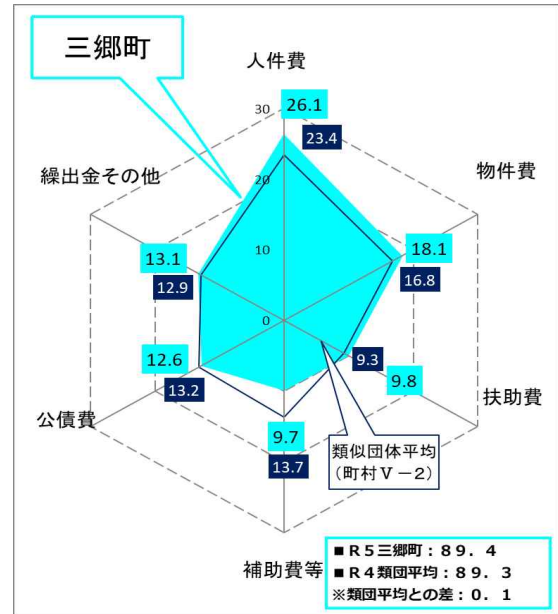 三郷町
人件費
30
26.1
23.4
20
繰出金その他
物件費
10
18.1
13.1
16.8
12.9
0
9.3
12.6
9.8
13.2
扶助費
公債費
9.7
類似団体平均
13.7
(町村Ⅴ－2)
補助費等
■Ｒ５三郷町：８９．４
■Ｒ４類団平均：８９．３
※類団平均との差：０．１